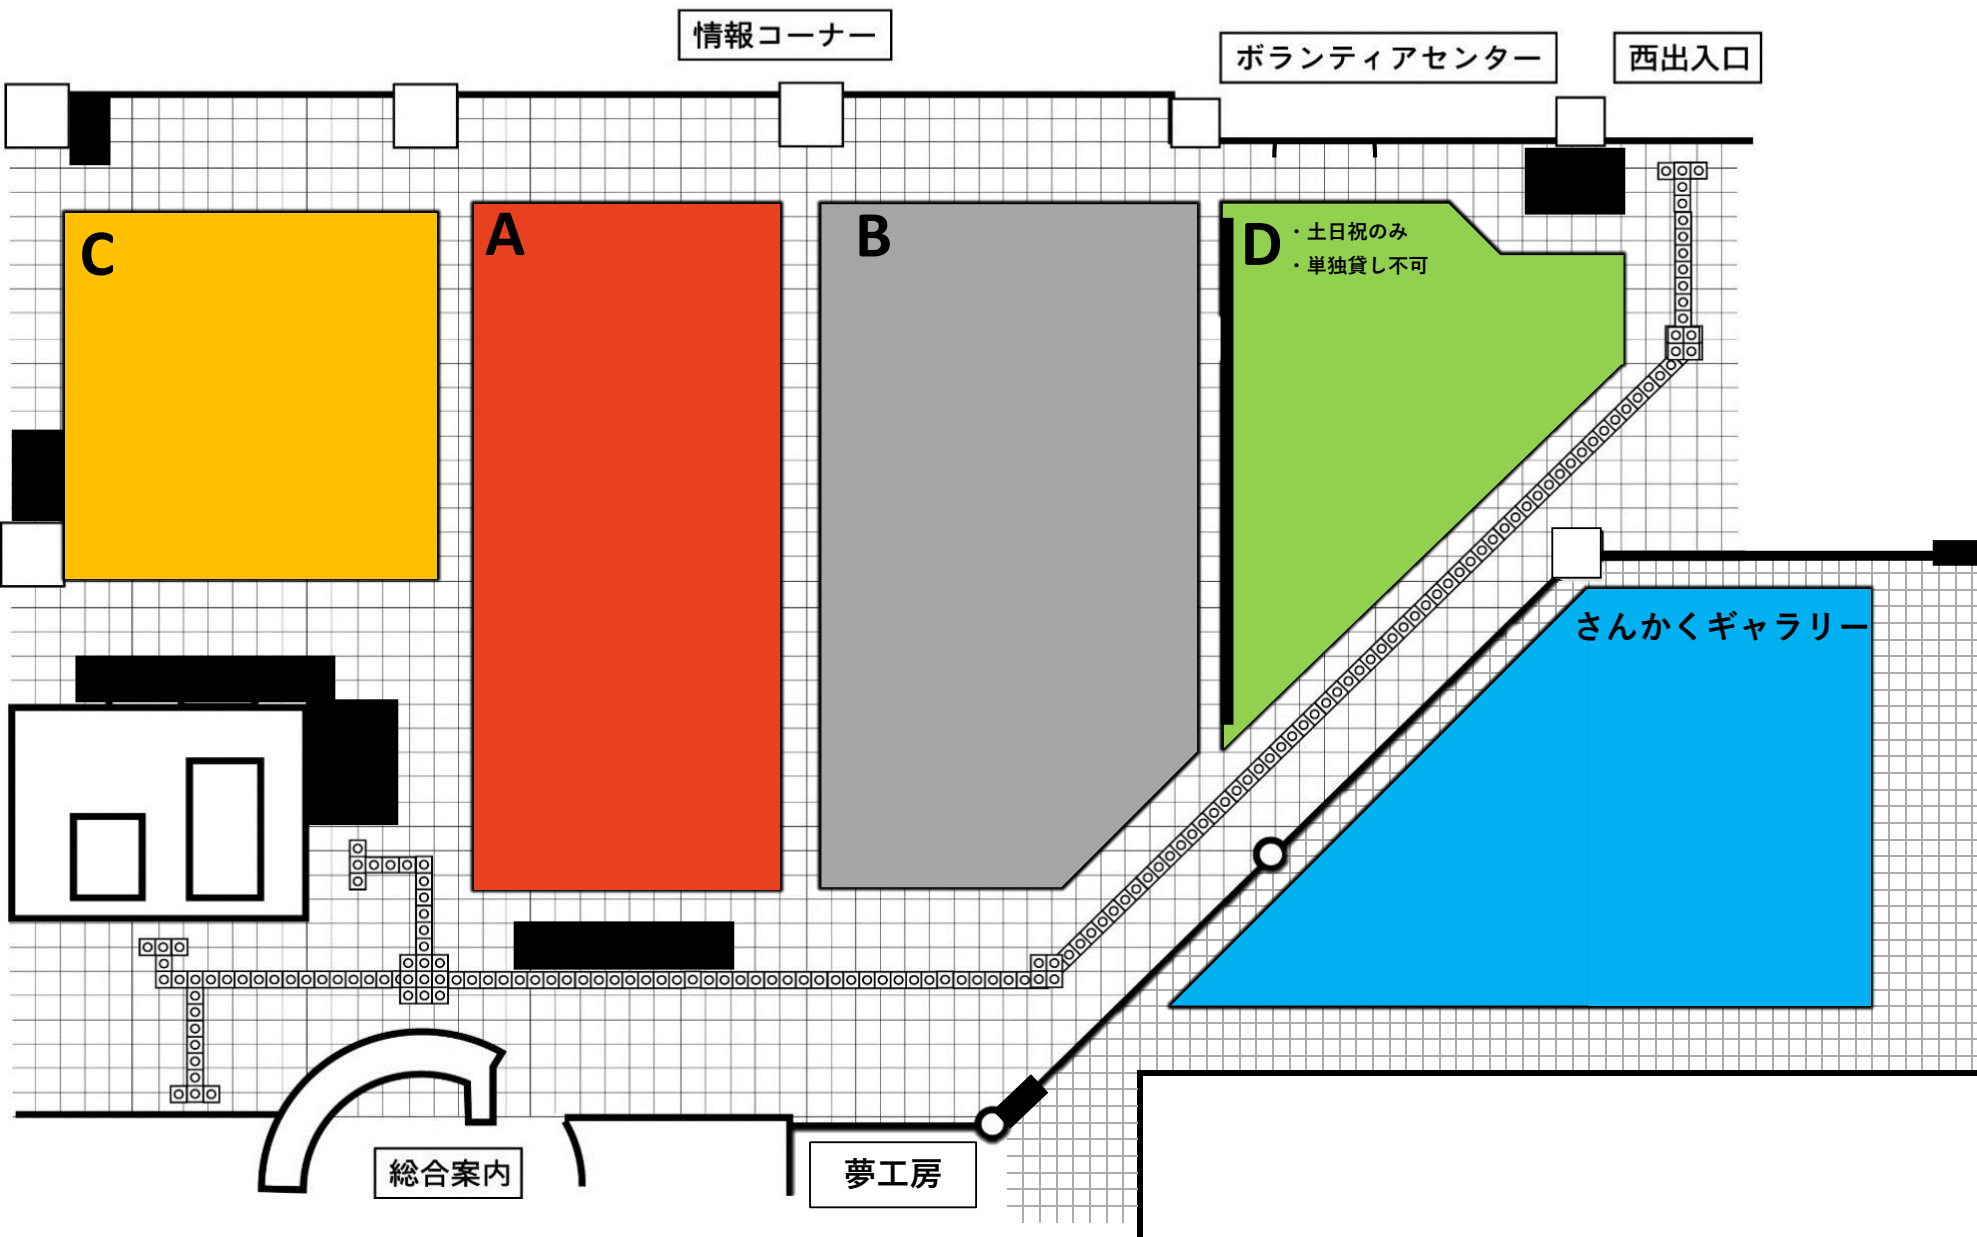 情報コーナー
ボランティアセンター
西出入口
C
A
B
D
・土日祝のみ
・単独貸し不可
さんかくギャラリー
総合案内
夢工房